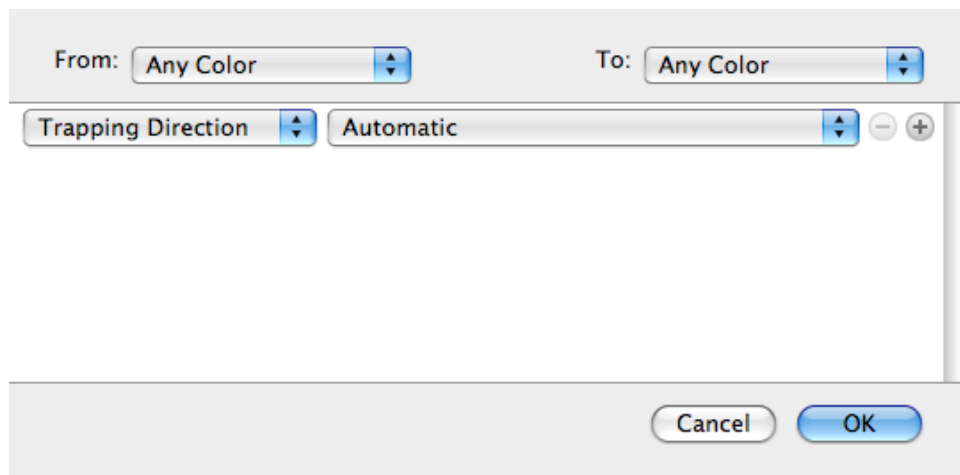 From: Any Color To: Any Color
Trapping Direction Automatic
Cancel OK